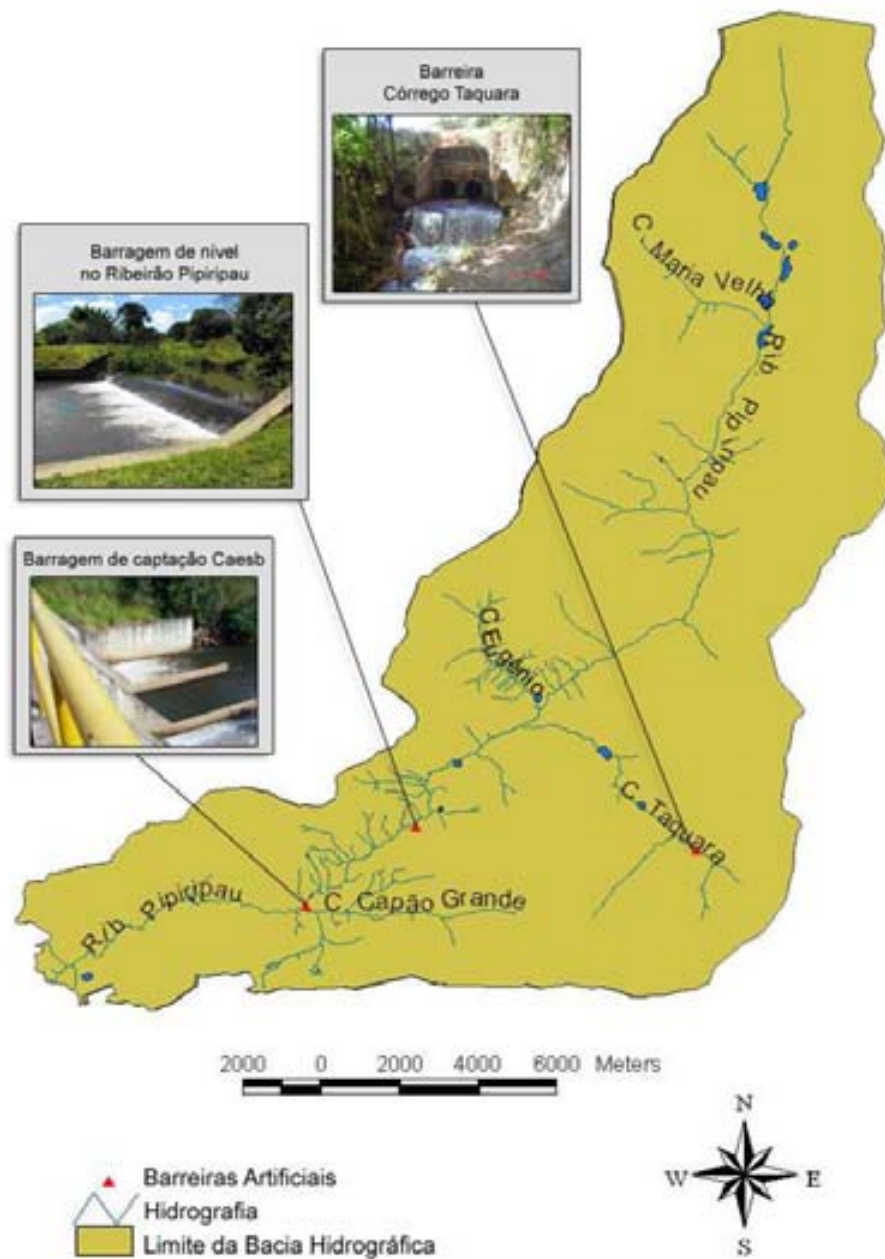 Barreira
Córrego Taquara
Barragem de nível
no Ribeirão Pipiripau
Barragem de captação Caesb
C. Maria Velha
Rib. Pipiripau
C. Eugênio
C. Taquara
C. Capão Grande
Rib. Pipiripau
2000 0 2000 4000 6000 Meters
N
W E
S
Barreiras Artificiais
Hidrografia
Limite da Bacia Hidrográfica